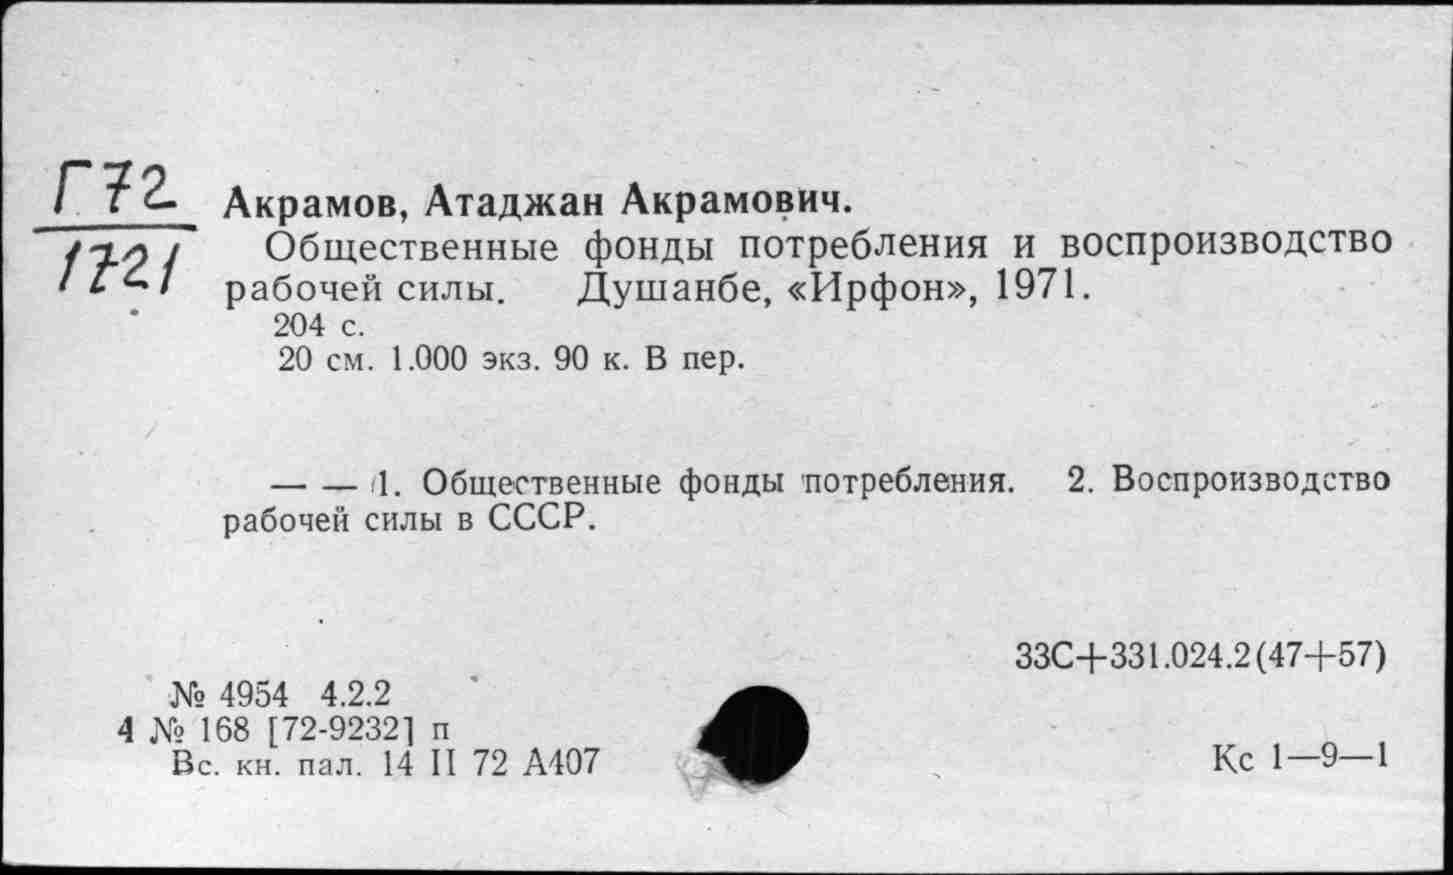 Г72
1721
Акрамов, Атаджан Акрамович.
Общественные фонды потребления и воспроизводство
рабочей силы. Душанбе, «Ирфон», 1971.
204 с.
20 см. 1.000 экз. 90 к. В пер.
— — 1. Общественные фонды потребления. 2. Воспроизводство
рабочей силы в СССР.
33С+331.024.2(47+57)
№ 4954 4.2.2
4 № 168 [72-9232] п
Вс. кн. пал. 14 II 72 А407
Кс 1—9—1